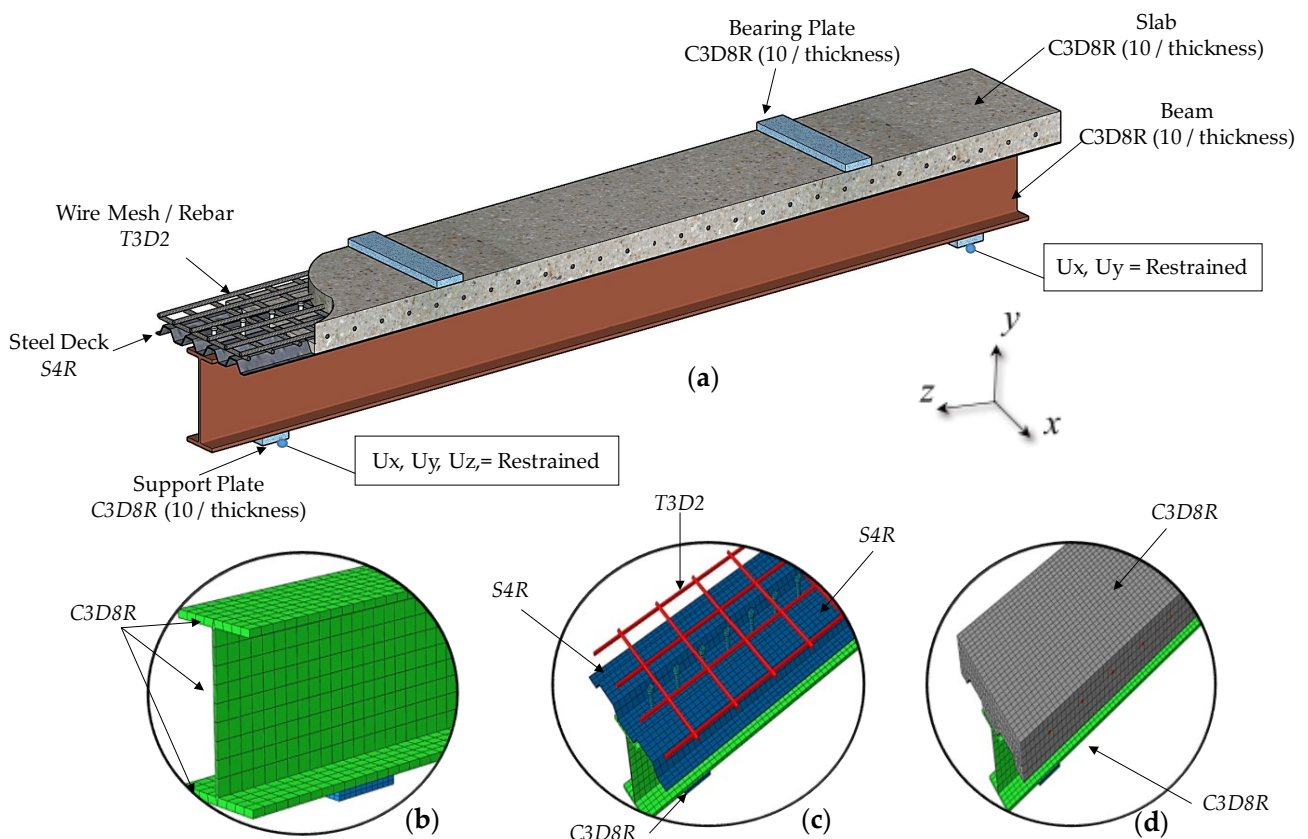 Bearing Plate
C3D8R (10 / thickness)
Slab
C3D8R (10 / thickness)
Beam
C3D8R (10 / thickness)
Wire Mesh / Rebar
T3D2
Ux, Uy = Restrained
Steel Deck
S4R
(a)
y
z
x
Ux, Uy, Uz,= Restrained
Support Plate
C3D8R (10 / thickness)
T3D2
C3D8R
S4R
S4R
C3D8R
(b)
(c)
(d)
C3D8R
C3D8R